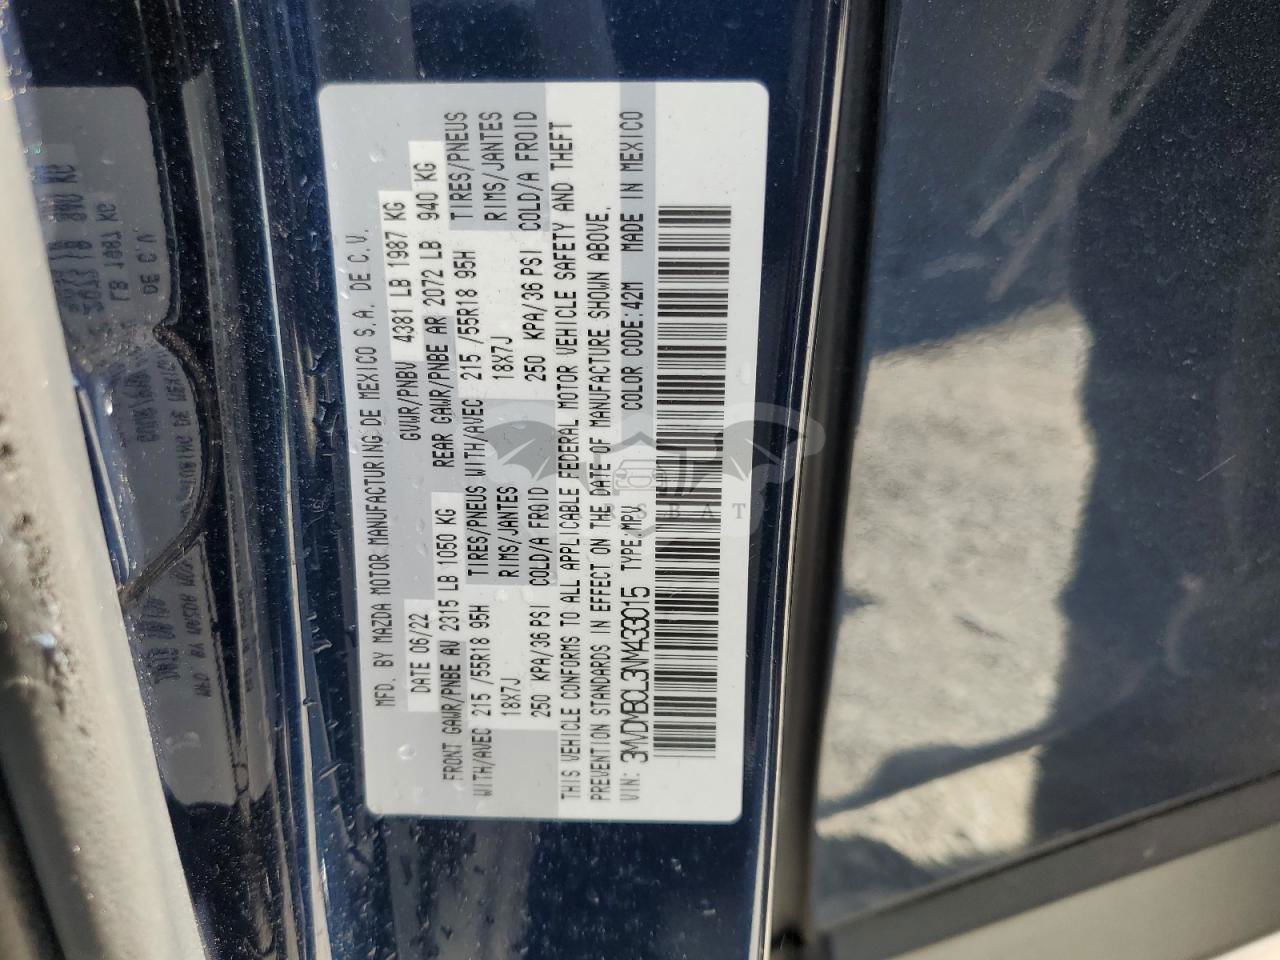 MFD. BY MAZDA MOTOR MANUFACTURING DE MEXICO S.A. DE C.V.
DATE 06/22 GVWR/PNBV 4381 LB 1987 KG
FRONT GAWR/PNBE AV 2315 LB 1050 KG REAR GAWR/PNBE AR 2072 LB 940 KG
WITH/AVEC 215 /55R18 95H TIRES/PNEUS WITH/AVEC 215 /55R18 95H TIRES/PNEUS
18X7J RIMS/JANTES 18X7J RIMS/JANTES
250 KPA/36 PSI COLD/A FROID 250 KPA/36 PSI COLD/A FROID
THIS VEHICLE CONFORMS TO ALL APPLICABLE FEDERAL MOTOR VEHICLE SAFETY AND THEFT
PREVENTION STANDARDS IN EFFECT ON THE DATE OF MANUFACTURE SHOWN ABOVE.
VIN: 3MVDMBCL3NM433015 TYPE:MPV COLOR CODE:42M MADE IN MEXICO